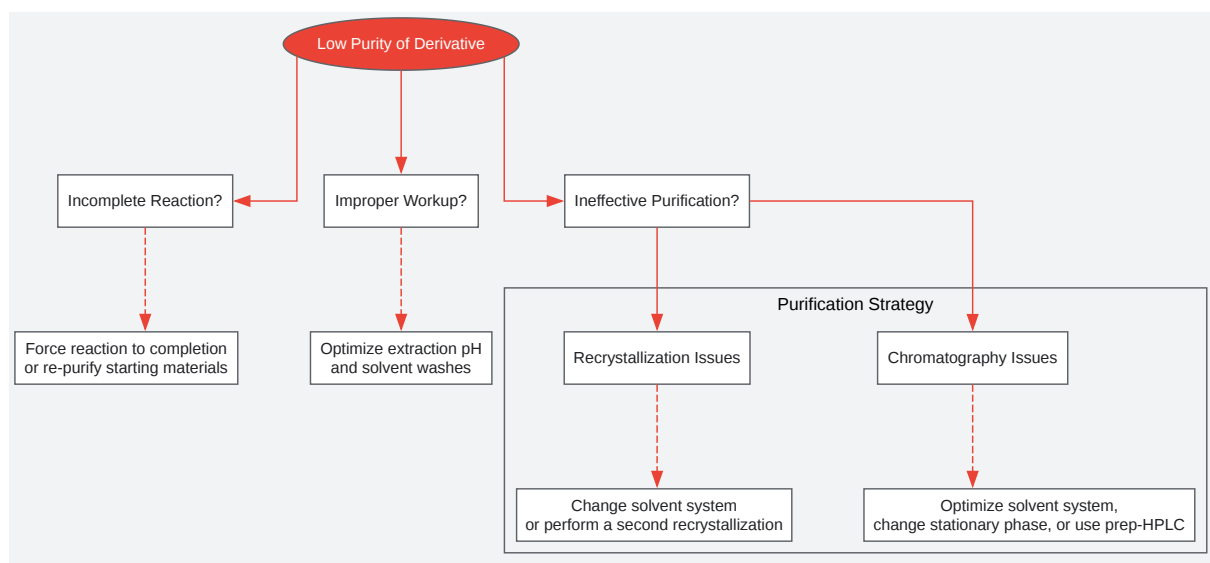 Low Purity of Derivative
Incomplete Reaction?
Improper Workup?
Ineffective Purification?
Force reaction to completion
or re-purify starting materials
Optimize extraction pH
and solvent washes
Purification Strategy
Recrystallization Issues
Chromatography Issues
Change solvent system
or perform a second recrystallization
Optimize solvent system,
change stationary phase, or use prep-HPLC